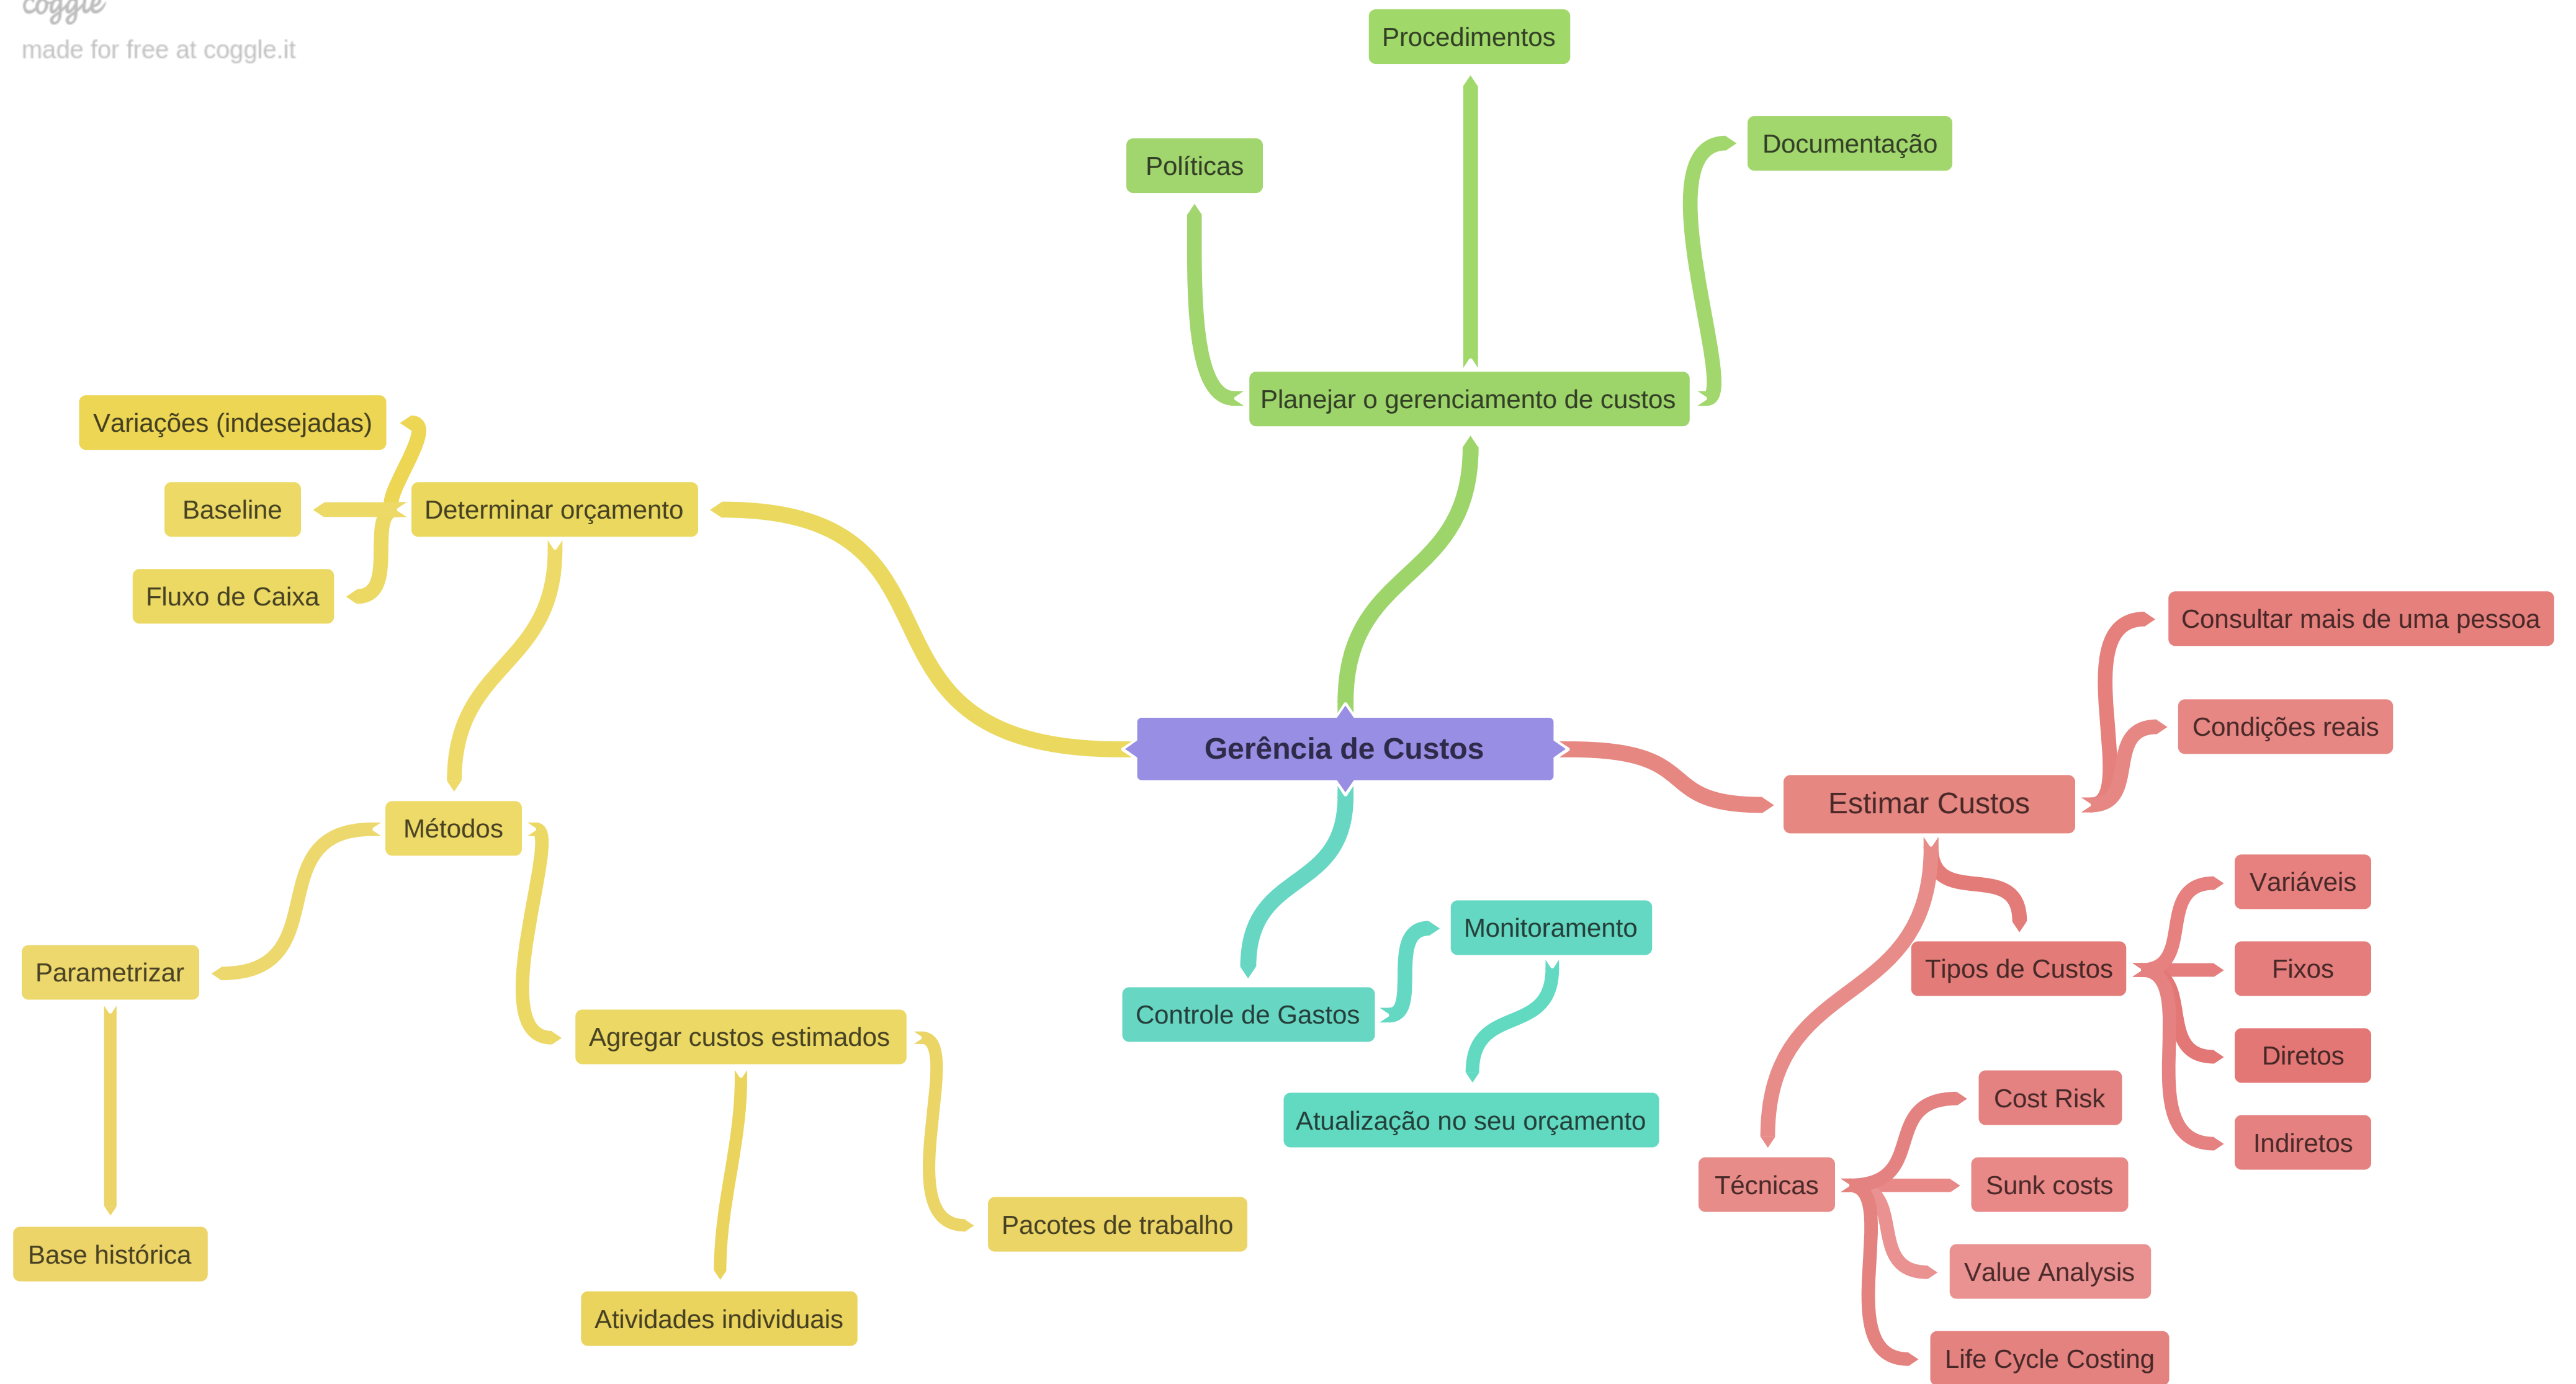 coggle
made for free at coggle.it
Procedimentos
Políticas
Documentação
Planejar o gerenciamento de custos
Variações (indesejadas)
Baseline
Determinar orçamento
Fluxo de Caixa
Consultar mais de uma pessoa
Condições reais
Gerência de Custos
Estimar Custos
Métodos
Variáveis
Monitoramento
Tipos de Custos
Fixos
Parametrizar
Controle de Gastos
Agregar custos estimados
Diretos
Cost Risk
Atualização no seu orçamento
Indiretos
Técnicas
Sunk costs
Pacotes de trabalho
Base histórica
Value Analysis
Atividades individuais
Life Cycle Costing